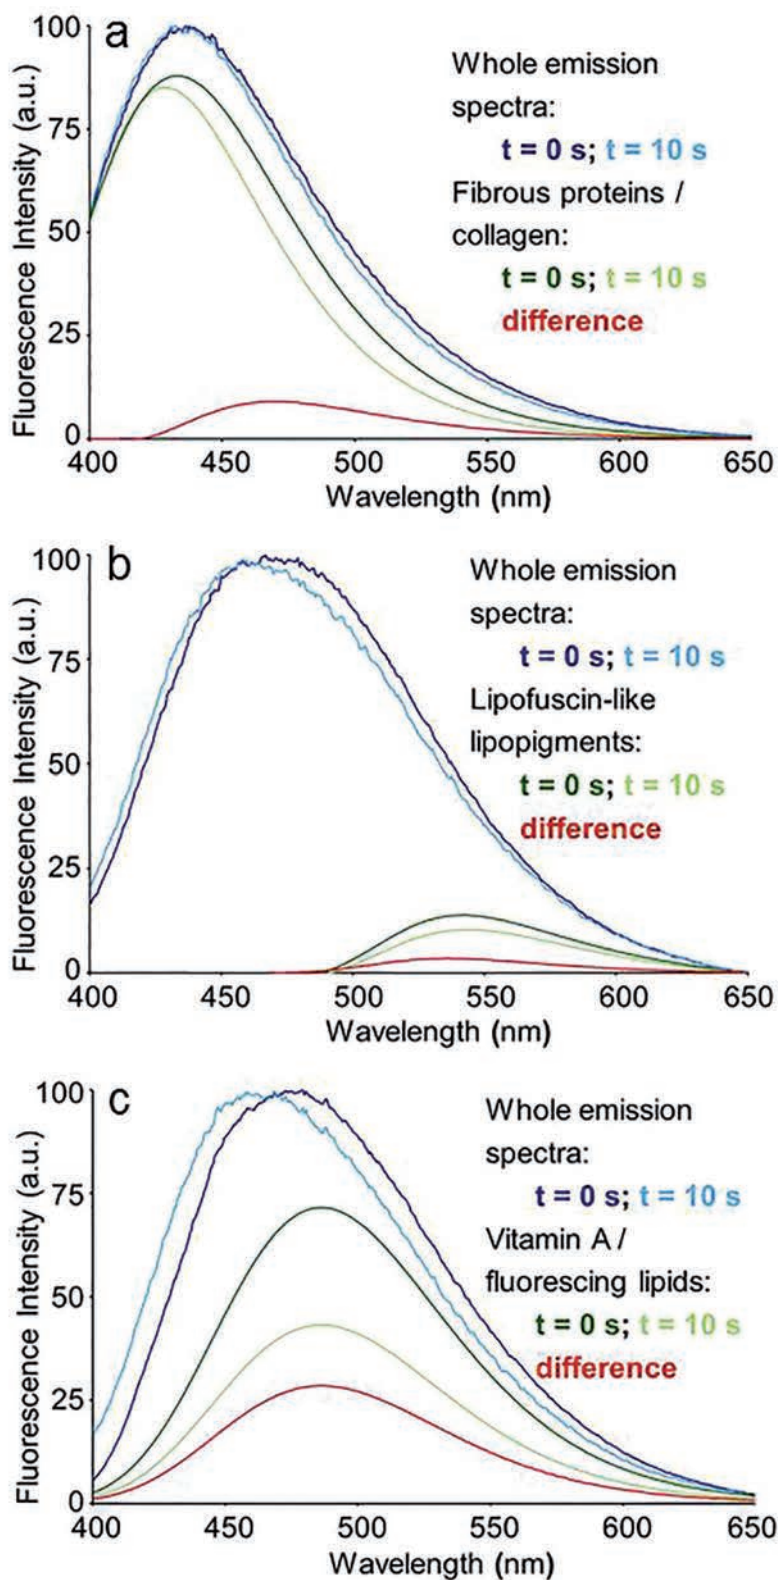 a
100
75
50
25
0
Fluorescence Intensity (a.u.)
Whole emission
spectra:
t = 0 s; t = 10 s
Fibrous proteins /
collagen:
t = 0 s; t = 10 s
difference
400 450 500 550 600 650
Wavelength (nm)
b
100
75
50
25
0
Fluorescence Intensity (a.u.)
Whole emission
spectra:
t = 0 s; t = 10 s
Lipofuscin-like
lipopigments:
t = 0 s; t = 10 s
difference
400 450 500 550 600 650
Wavelength (nm)
c
100
75
50
25
0
Fluorescence Intensity (a.u.)
Whole emission
spectra:
t = 0 s; t = 10 s
Vitamin A /
fluorescing lipids:
t = 0 s; t = 10 s
difference
400 450 500 550 600 650
Wavelength (nm)